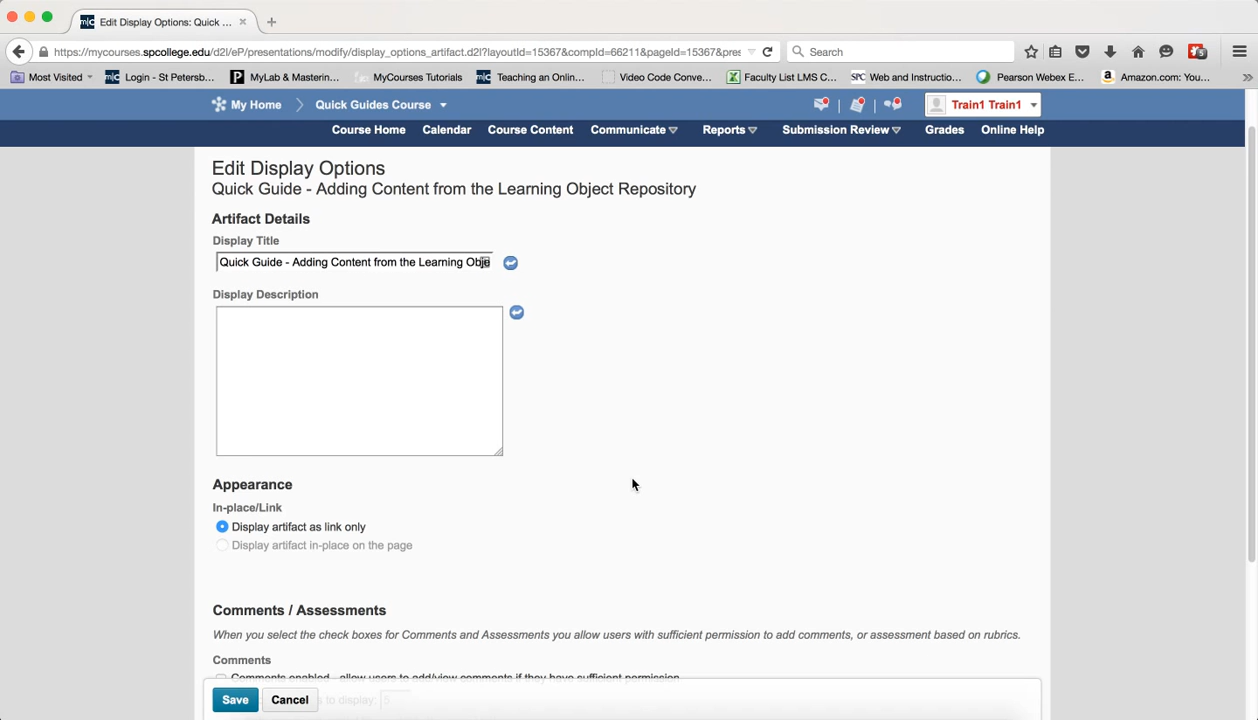 Edit Display Options: Quick ...
https://mycourses.spcollege.edu/d2l/eP/presentations/modify/display_options_artifact.d2l?layoutId=15367&compId=66211&pageId=15367&pres
Search
Most Visited
Login - St Petersb...
MyLab & Masterin...
MyCourses Tutorials
Teaching an Onlin...
Video Code Conve...
Faculty List LMS C...
Web and Instructio...
Pearson Webex E...
Amazon.com: You...
My Home
Quick Guides Course
Train1 Train1
Course Home Calendar Course Content Communicate Reports Submission Review Grades Online Help
Edit Display Options
Quick Guide - Adding Content from the Learning Object Repository
Artifact Details
Display Title
Quick Guide - Adding Content from the Learning Obje
Display Description
Appearance
In-place/Link
Display artifact as link only
Display artifact in-place on the page
Comments / Assessments
When you select the check boxes for Comments and Assessments you allow users with sufficient permission to add comments, or assessment based on rubrics.
Comments
Comments enabled - allow users to add/view comments if they have sufficient permission
Save Cancel
s to display: 5